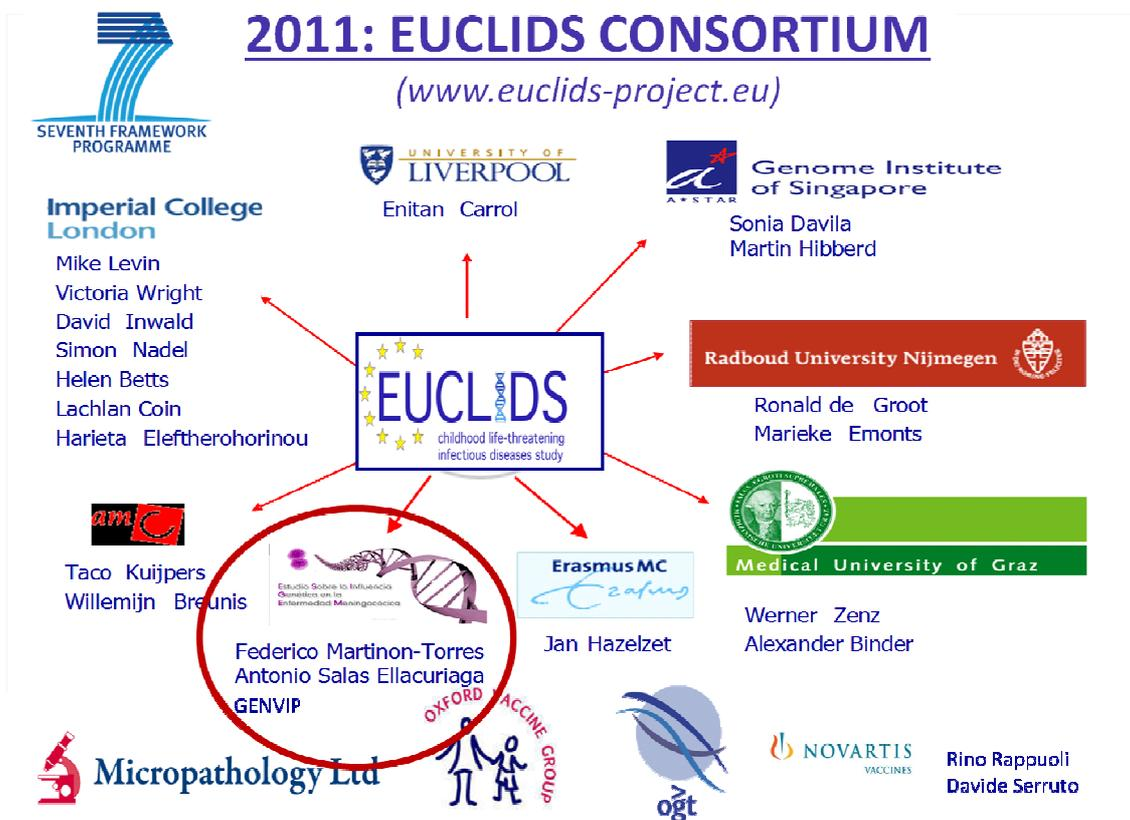 2011: EUCLIDS CONSORTIUM
(www.euclids-project.eu)
SEVENTH FRAMEWORK
PROGRAMME
UNIVERSITY OF
LIVERPOOL
Enitan Carrol
A★STAR
Genome Institute
of Singapore
Sonia Davila
Martin Hibberd
Imperial College
London
Mike Levin
Victoria Wright
David Inwald
Simon Nadel
Helen Betts
Lachlan Coin
Harieta Eleftherohorinou
EUCLIDS
childhood life-threatening
infectious diseases study
Radboud University Nijmegen
Ronald de Groot
Marieke Emonts
amC
Taco Kuijpers
Willemijn Breunis
Estudio Sobre la Influencia
Genética en la
Enfermedad Meningocócica
Federico Martinon-Torres
Antonio Salas Ellacuriaga
GENVIP
Erasmus MC
Erasmus
Jan Hazelzet
Medical University of Graz
Werner Zenz
Alexander Binder
Micropathology Ltd
OXFORD VACCINE GROUP
ogt
NOVARTIS
VACCINES
Rino Rappuoli
Davide Serruto